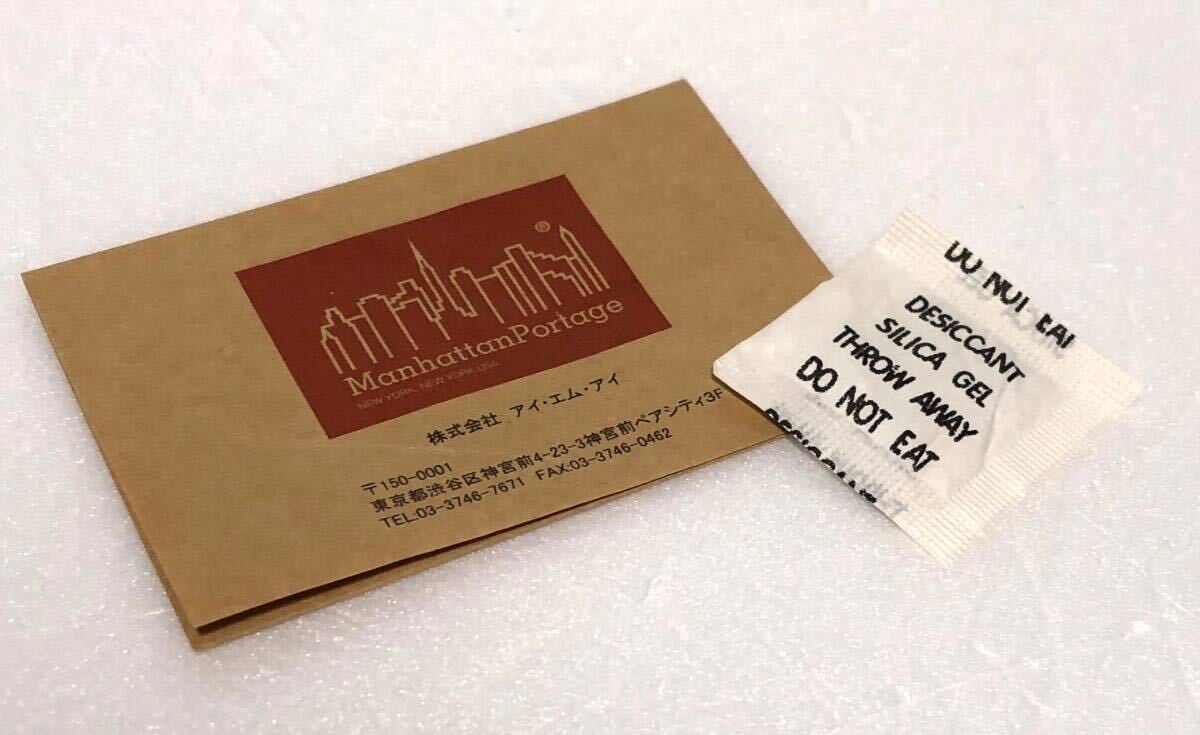 ®
ManhattanPortage
NEW YORK, NEW YORK USA
株式会社 アイ・エム・アイ
〒150-0001
東京都渋谷区神宮前4-23-3神宮前ペアシティ3F
TEL:03-3746-7671 FAX:03-3746-0462
DO NOT EAT
DESICCANT
SILICA GEL
THROW AWAY
DO NOT EAT
DESICCANT